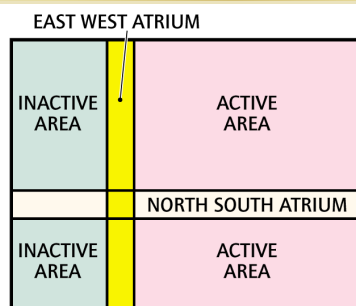 EAST WEST ATRIUM
INACTIVE
AREA
ACTIVE
AREA
NORTH SOUTH ATRIUM
INACTIVE
AREA
ACTIVE
AREA